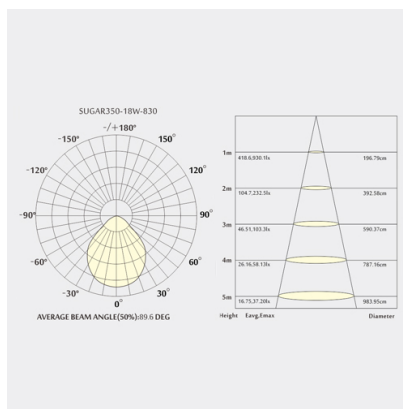 SUGAR350-18W-830
-/+180°
-150° 150°
-120° 120°
-90° 90°
-60° 60°
-30° 30°
0°
AVERAGE BEAM ANGLE(50%):89.6 DEG
1m 418.6,930.1lx 196.79cm
2m 104.7,232.5lx 392.58cm
3m 46.51,103.3lx 590.37cm
4m 26.16,58.13lx 787.16cm
5m 16.75,37.20lx 983.95cm
Height Eavg,Emax Diameter